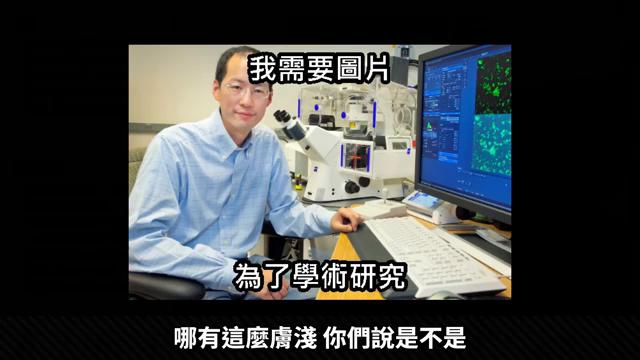 我需要圖片
為了學術研究
哪有這麼膚淺 你們說是不是